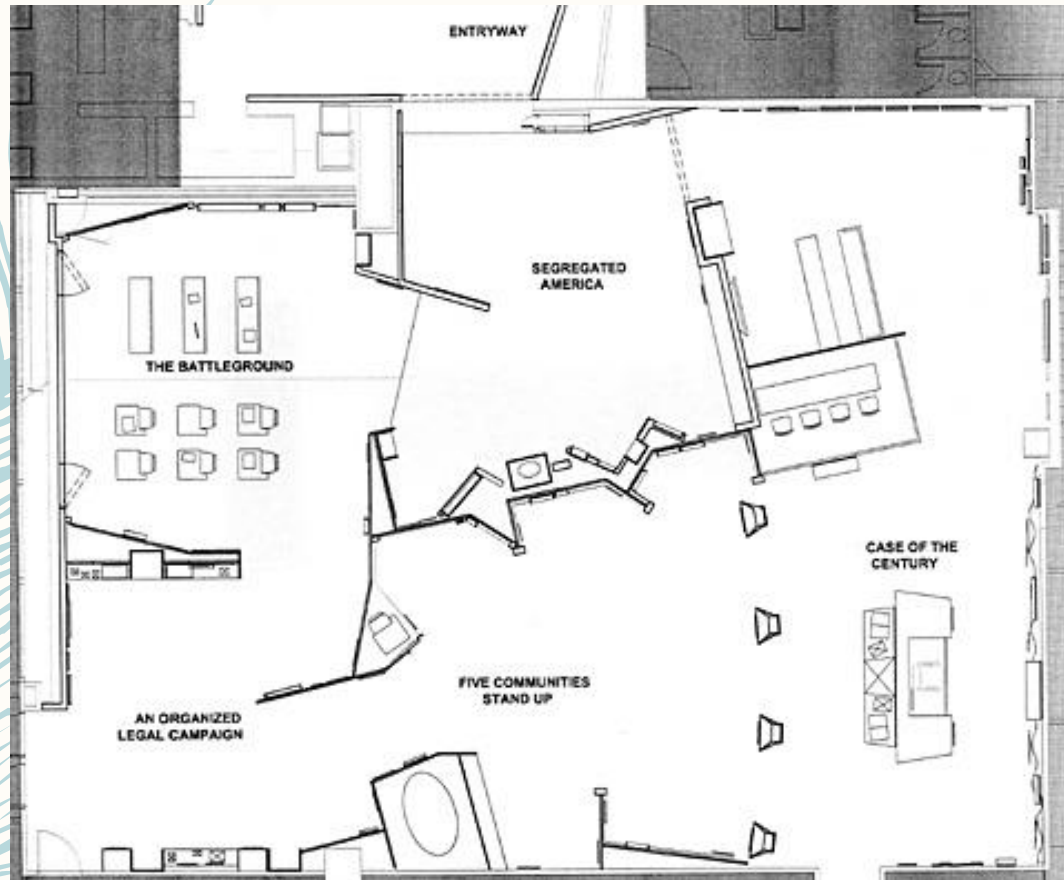 ENTRYWAY
SEGREGATED
AMERICA
THE BATTLEGROUND
CASE OF THE
CENTURY
FIVE COMMUNITIES
STAND UP
AN ORGANIZED
LEGAL CAMPAIGN